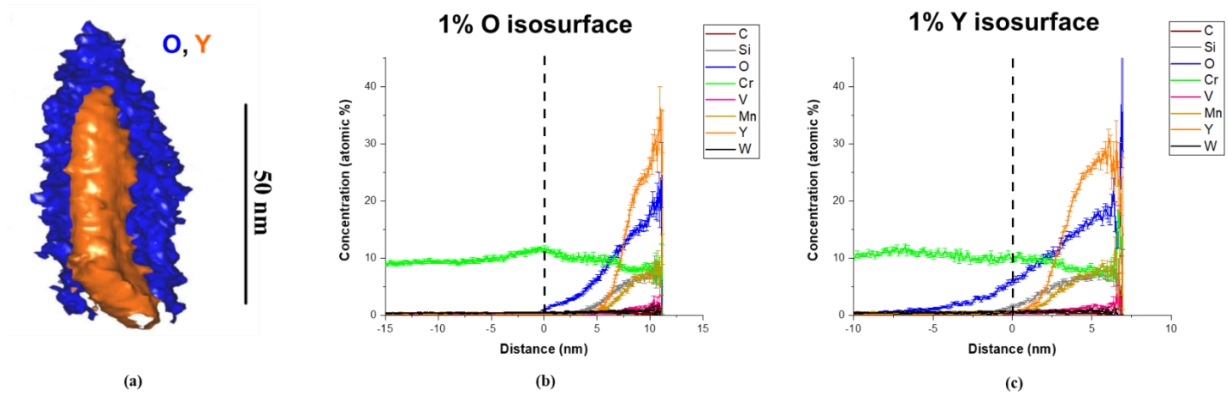 O, Y
50 nm
(a)
1% O isosurface
C
Si
O
Cr
V
Mn
Y
W
Concentration (atomic %)
40
30
20
10
0
-15
-10
-5
0
5
10
15
Distance (nm)
(b)
1% Y isosurface
C
Si
O
Cr
V
Mn
Y
W
Concentration (atomic %)
40
30
20
10
0
-10
-5
0
5
10
Distance (nm)
(c)